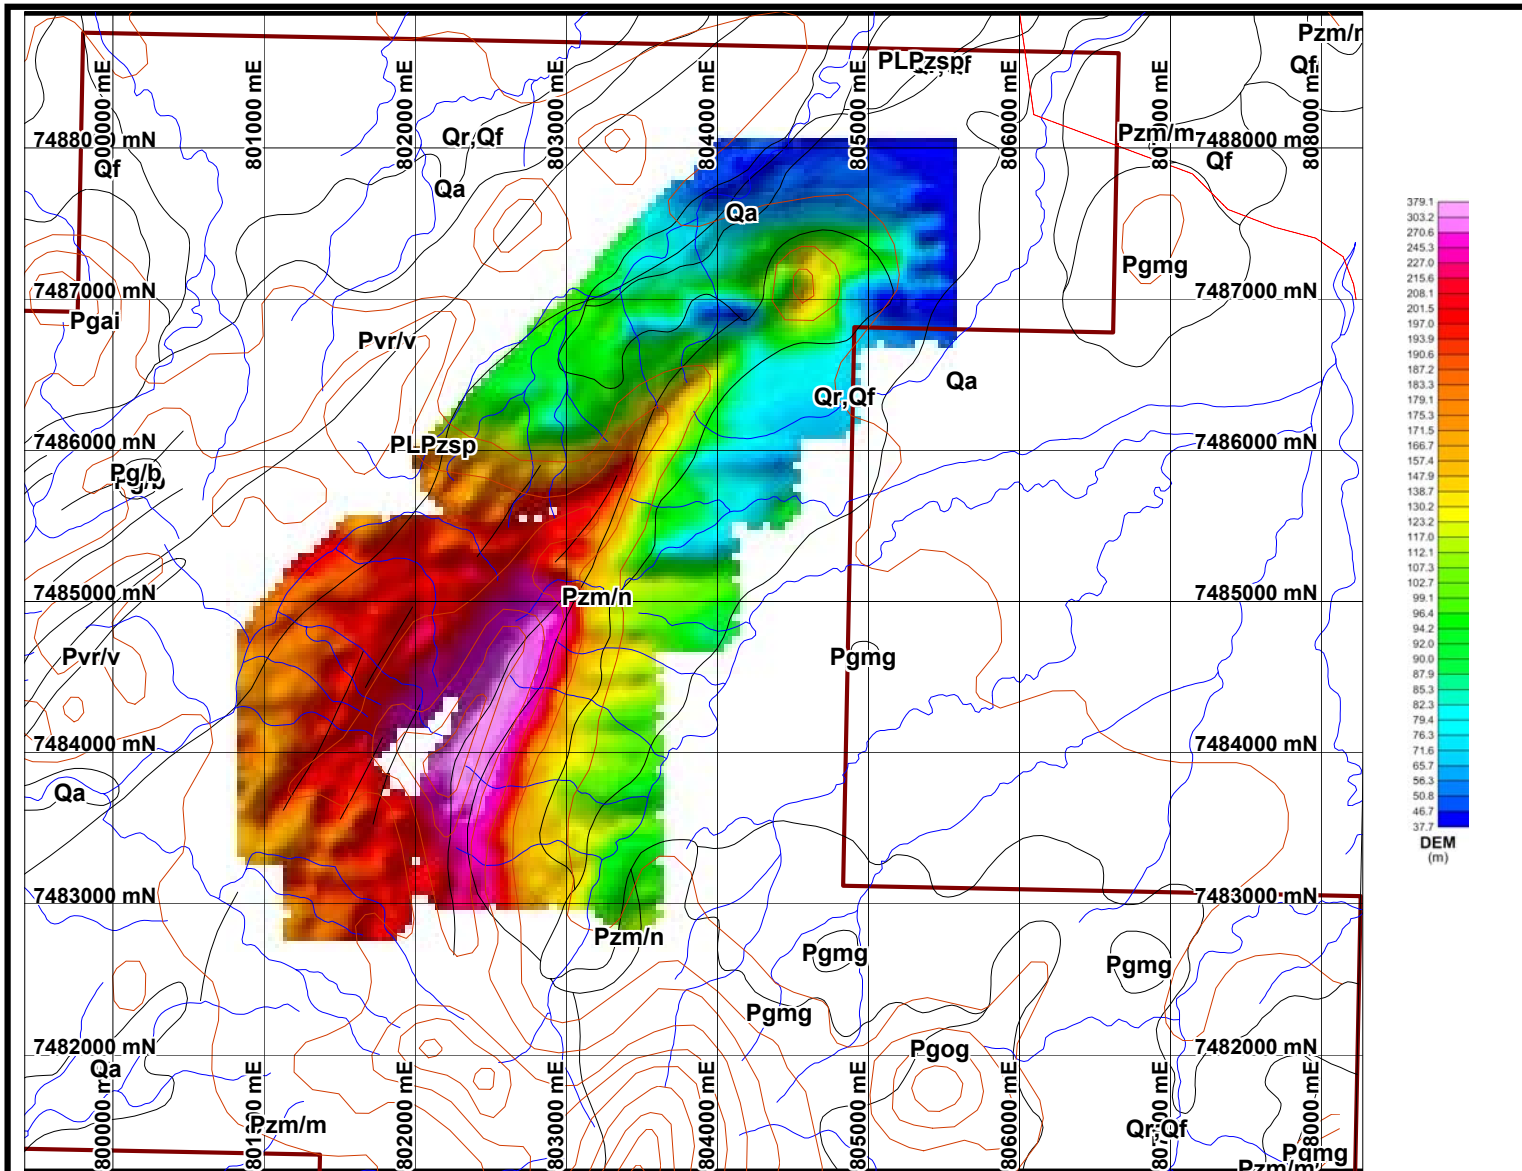 Pzm/r
PLPzsp
Qf
800000 mE
801000 mE
802000 mE
803000 mE
804000 mE
805000 mE
806000 mE
808000 mE
7488000 mN
Qr,Qf
Pzm/m
7488000 m
Qf
Qf
Qa
Qa
Pgmg
7487000 mN
7487000 mN
Pgai
Pvr/v
Qa
Qr,Qf
7486000 mN
PLPzsp
7486000 mN
Pg/b
7485000 mN
Pzm/n
7485000 mN
Pvr/v
Pgmg
7484000 mN
7484000 mN
Qa
7483000 mN
7483000 mN
Pzm/n
Pgmg
Pgmg
Pgmg
7482000 mN
Pgog
7482000 mN
Qa
800000 mE
802000 mE
803000 mE
804000 mE
805000 mE
806000 mE
Pzm/m
Qr,Qf
Pgmg
Pzm/m
379.1
303.2
270.6
245.3
227.0
215.6
208.1
201.5
197.0
193.9
190.6
187.2
183.3
179.1
175.3
171.5
166.7
157.4
147.9
138.7
130.2
123.2
117.0
112.1
107.3
102.7
99.1
96.4
94.2
92.0
90.0
87.9
85.3
82.3
79.4
76.3
71.6
65.7
56.3
50.8
46.7
37.7
DEM
(m)